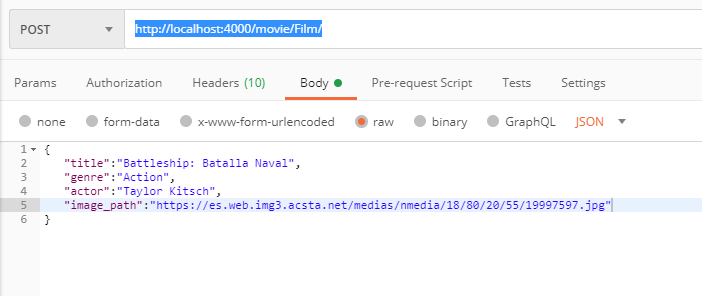 POST http://localhost:4000/movie/Film/
Params Authorization Headers (10) Body Pre-request Script Tests Settings
none form-data x-www-form-urlencoded raw binary GraphQL JSON
1 {
2 "title":"Battleship: Batalla Naval",
3 "genre":"Action",
4 "actor":"Taylor Kitsch",
5 "image_path":"https://es.web.img3.acsta.net/medias/nmedia/18/80/20/55/19997597.jpg"
6 }